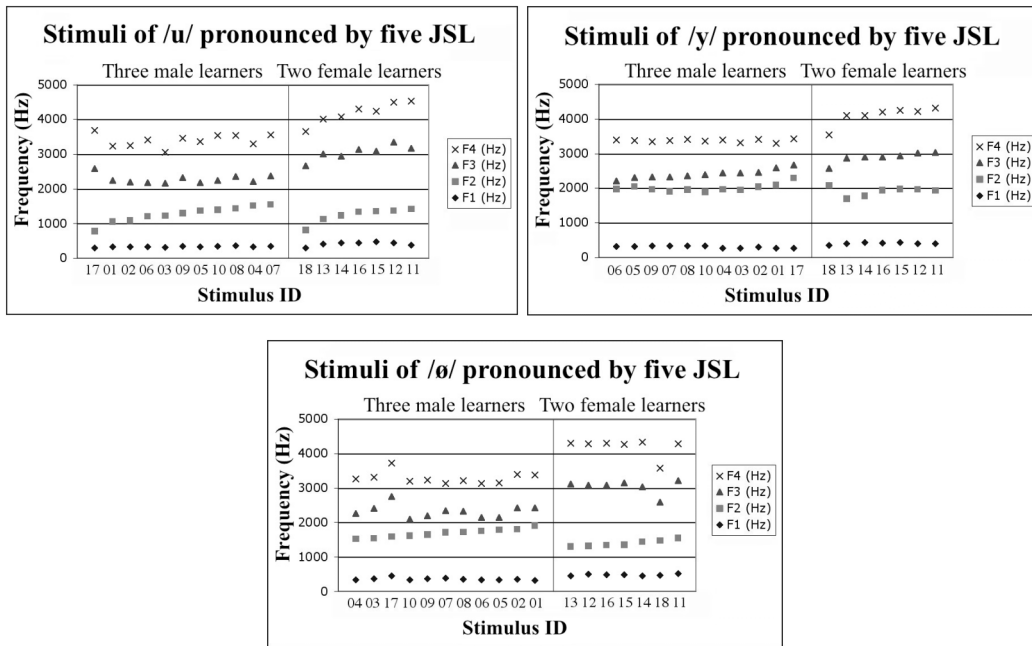 Stimuli of /u/ pronounced by five JSL
Three male learners Two female learners
Frequency (Hz)
5000
4000
3000
2000
1000
0
17 01 02 06 03 09 05 10 08 04 07 18 13 14 16 15 12 11
Stimulus ID
F4 (Hz)
F3 (Hz)
F2 (Hz)
F1 (Hz)
Stimuli of /y/ pronounced by five JSL
Three male learners Two female learners
Frequency (Hz)
5000
4000
3000
2000
1000
0
06 05 09 07 08 10 04 03 02 01 17 18 13 14 16 15 12 11
Stimulus ID
F4 (Hz)
F3 (Hz)
F2 (Hz)
F1 (Hz)
Stimuli of /ø/ pronounced by five JSL
Three male learners Two female learners
Frequency (Hz)
5000
4000
3000
2000
1000
0
04 03 17 10 09 07 08 06 05 02 01 13 12 16 15 14 18 11
Stimulus ID
F4 (Hz)
F3 (Hz)
F2 (Hz)
F1 (Hz)